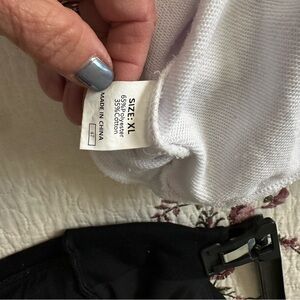 SIZE: XL
65%Polyester
35%Cotton
MADE IN CHINA